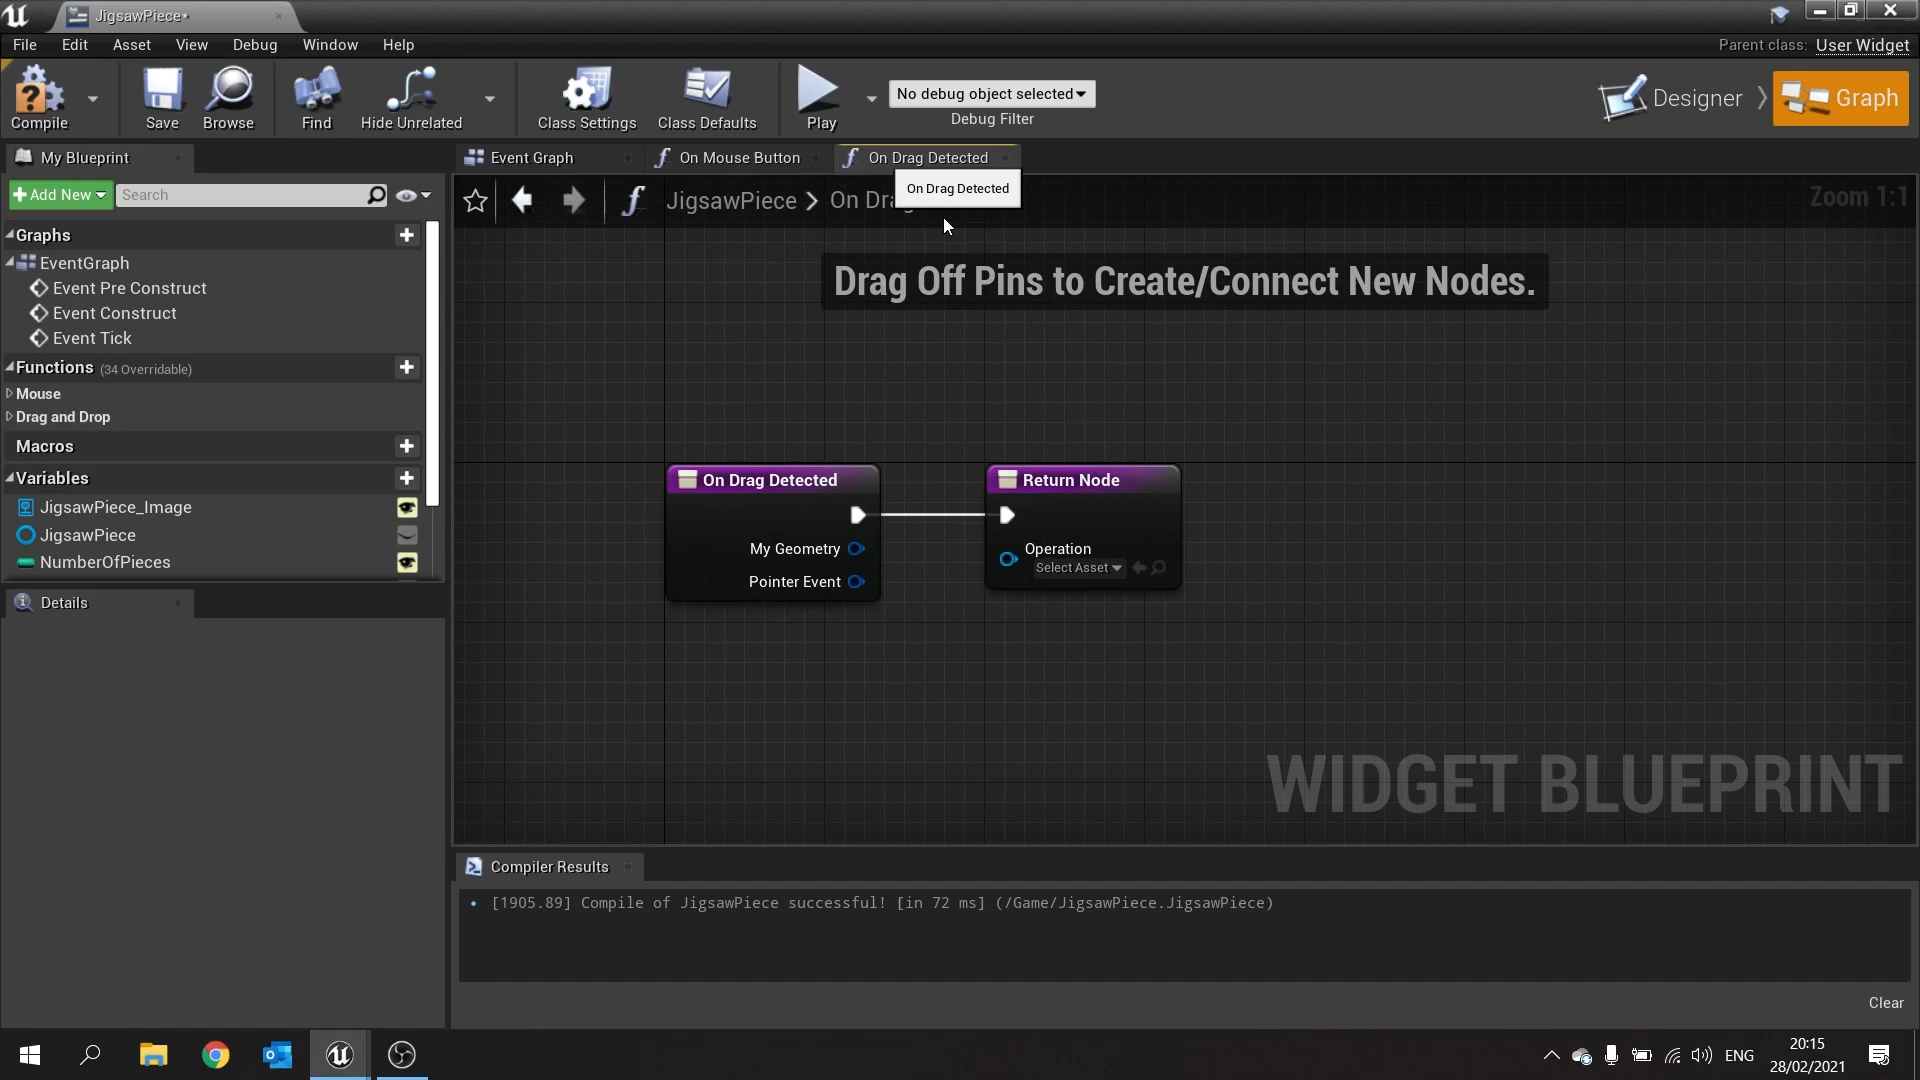 JigsawPiece*
File Edit Asset View Debug Window Help
Parent class: User Widget
Compile
Save
Browse
Find
Hide Unrelated
Class Settings
Class Defaults
Play
No debug object selected
Debug Filter
Designer
Graph
My Blueprint
Event Graph
On Mouse Button
On Drag Detected
Add New
Search
JigsawPiece > On Dra
On Drag Detected
Zoom 1:1
Graphs
EventGraph
Event Pre Construct
Event Construct
Event Tick
Functions (34 Overridable)
Mouse
Drag and Drop
Macros
Variables
JigsawPiece_Image
JigsawPiece
NumberOfPieces
Details
Drag Off Pins to Create/Connect New Nodes.
On Drag Detected
My Geometry
Pointer Event
Return Node
Operation
Select Asset
WIDGET BLUEPRINT
Compiler Results
• [1905.89] Compile of JigsawPiece successful! [in 72 ms] (/Game/JigsawPiece.JigsawPiece)
Clear
ENG
20:15
28/02/2021